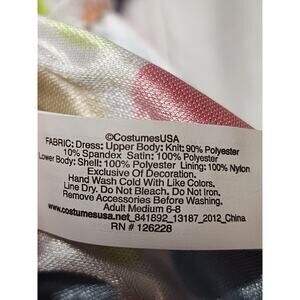 ©CostumesUSA
FABRIC: Dress: Upper Body: Knit: 90% Polyester
10% Spandex Satin: 100% Polyester
Lower Body: Shell: 100% Polyester Lining: 100% Nylon
Exclusive Of Decoration.
Hand Wash Cold With Like Colors.
Line Dry. Do Not Bleach. Do Not Iron.
Remove Accessories Before Washing.
Adult Medium 6-8
www.costumesusa.net_841892_13187_2012_China
RN # 126228